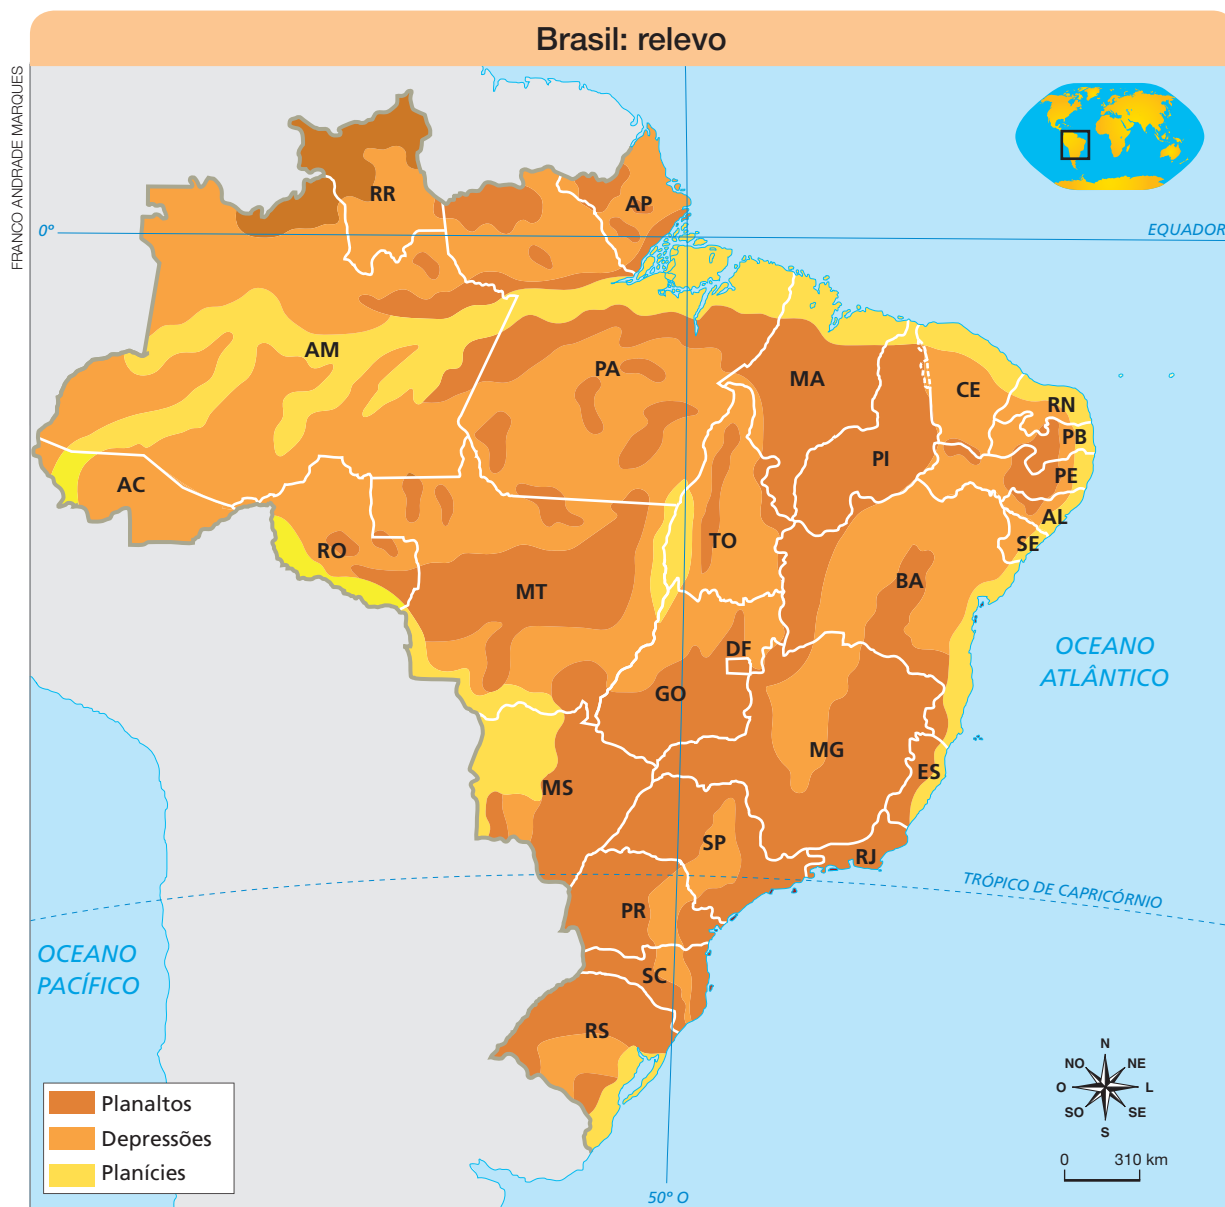 Brasil: relevo
FRANCO ANDRADE MARQUES
RR
AP
0º
EQUADOR
AM
PA
MA
CE
RN
PB
PI
PE
AC
AL
TO
SE
RO
BA
MT
DF
OCEANO
ATLÂNTICO
GO
MG
ES
MS
SP
RJ
TRÓPICO DE CAPRICÓRNIO
PR
OCEANO
PACÍFICO
SC
RS
N
NO
NE
O
L
SO
SE
S
Planaltos
Depressões
Planícies
0
310 km
50º O